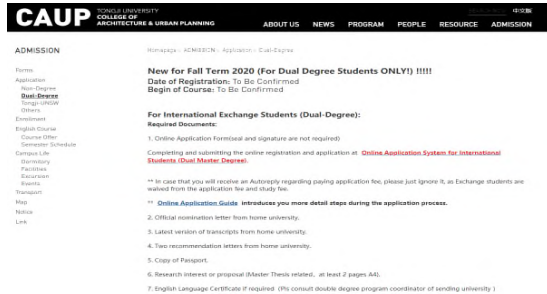 CAUP
TONGJI UNIVERSITY
COLLEGE OF
ARCHITECTURE & URBAN PLANNING
中文版
ABOUT US NEWS PROGRAM PEOPLE RESOURCE ADMISSION
ADMISSION
Homepage > ADMISSION > Application > Dual-Degree
Forms
Application
Non-Degree
Dual-Degree
Tongji-UNSW
Others
Enrolment
English Course
Course Offer
Semester Schedule
Campus Life
Dormitory
Facilities
Excursion
Events
Transport
Map
Notice
Link
New for Fall Term 2020 (For Dual Degree Students ONLY!) !!!!!
Date of Registration: To Be Confirmed
Begin of Course: To Be Confirmed
For International Exchange Students (Dual-Degree):
Required Documents:
1. Online Application Form(seal and signature are not required)
Completing and submitting the online registration and application at Online Application System for International
Students (Dual Master Degree).
** In case that you will receive an Autoreply regarding paying application fee, please just ignore it, as Exchange students are
waived from the application fee and study fee.
** Online Application Guide introduces you more detail steps during the application process.
2. Official nomination letter from home university.
3. Latest version of transcripts from home university.
4. Two recommendation letters from home university.
5. Copy of Passport.
6. Research interest or proposal (Master Thesis related, at least 2 pages A4).
7. English Language Certificate if required (Pls consult double degree program coordinator of sending university )